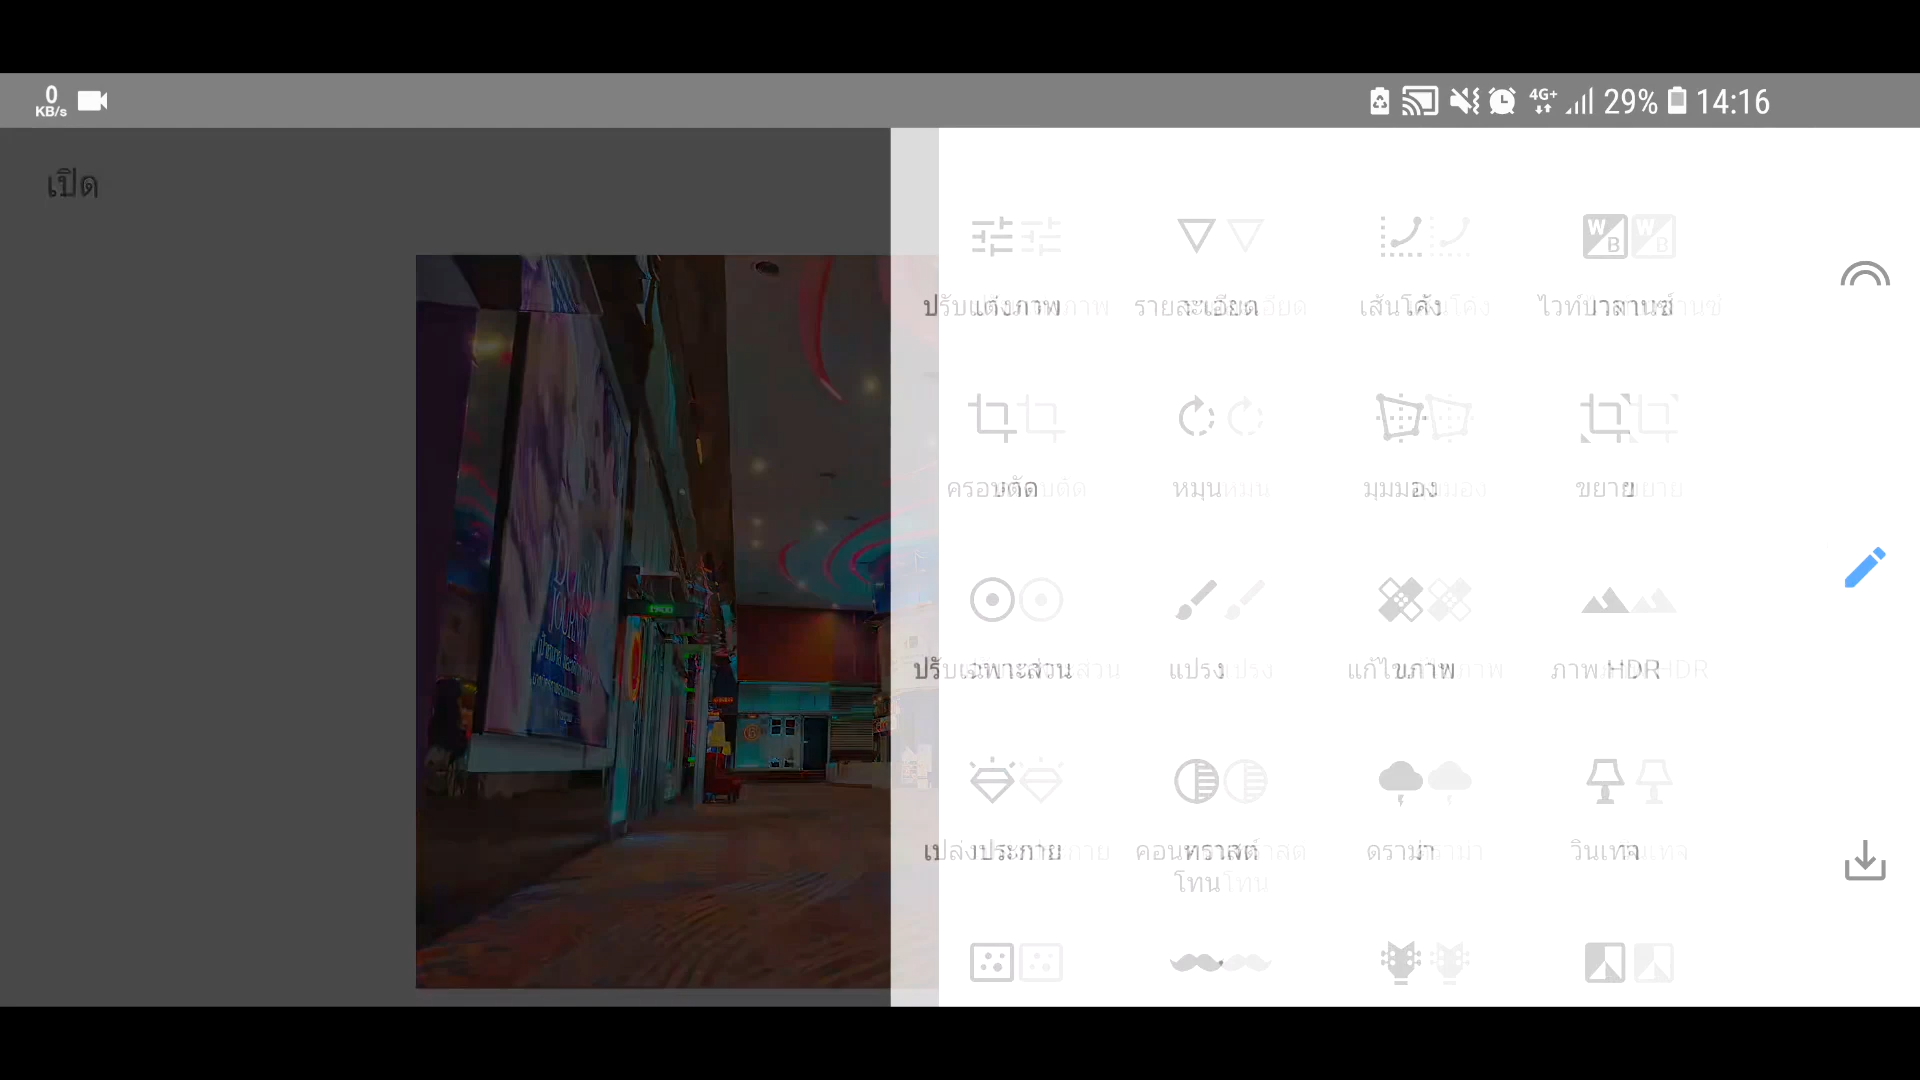 0
KB/s
4G+
29%
14:16
เปิด
ปรับแต่งภาพ
รายละเอียด
เส้นโค้ง
ไวท์บาลานซ์
ครอบตัด
หมุน
มุมมอง
ขยาย
ปรับเฉพาะส่วน
แปรง
แก้ไขภาพ
ภาพ HDR
เปล่งประกาย
คอนทราสต์
โทน
ดราม่า
วินเทจ